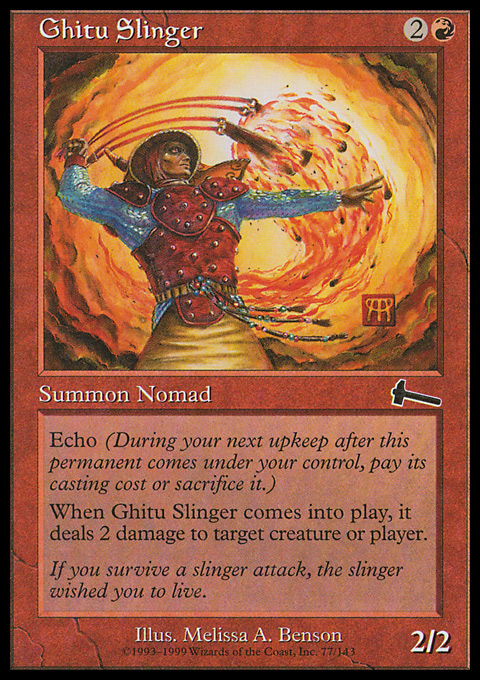 Ghitu Slinger 2
Summon Nomad
Echo (During your next upkeep after this
permanent comes under your control, pay its
casting cost or sacrifice it.)
When Ghitu Slinger comes into play, it
deals 2 damage to target creature or player.
If you survive a slinger attack, the slinger
wished you to live.
Illus. Melissa A. Benson
2/2
©1993–1999 Wizards of the Coast, Inc. 77/143